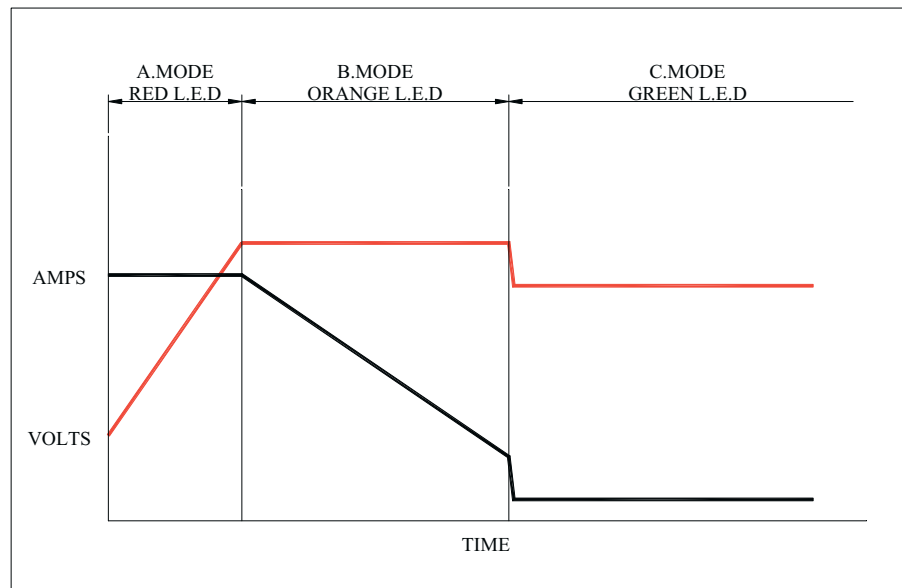 A.MODE
RED L.E.D
B.MODE
ORANGE L.E.D
C.MODE
GREEN L.E.D
AMPS
VOLTS
TIME